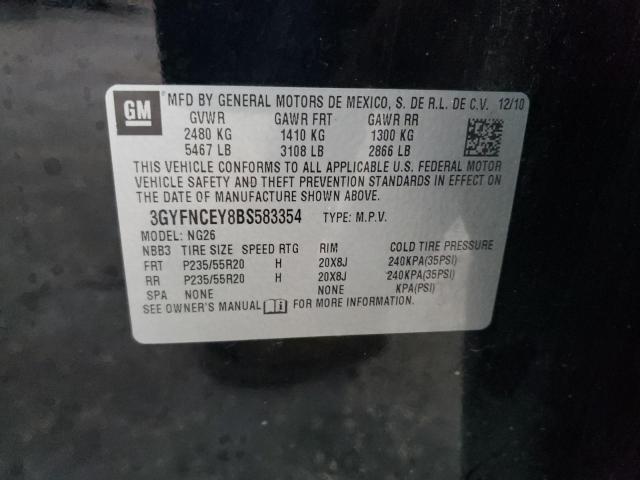 GM MFD BY GENERAL MOTORS DE MEXICO, S. DE R.L. DE C.V. 12/10
GVWR GAWR FRT GAWR RR
2480 KG 1410 KG 1300 KG
5467 LB 3108 LB 2866 LB
THIS VEHICLE CONFORMS TO ALL APPLICABLE U.S. FEDERAL MOTOR
VEHICLE SAFETY AND THEFT PREVENTION STANDARDS IN EFFECT ON
THE DATE OF MANUFACTURE SHOWN ABOVE.
3GYFNCEY8BS583354 TYPE: M.P.V.
MODEL: NG26
NBB3 TIRE SIZE SPEED RTG RIM COLD TIRE PRESSURE
FRT P235/55R20 H 20X8J 240KPA(35PSI)
RR P235/55R20 H 20X8J 240KPA(35PSI)
SPA NONE NONE KPA(PSI)
SEE OWNER'S MANUAL FOR MORE INFORMATION.